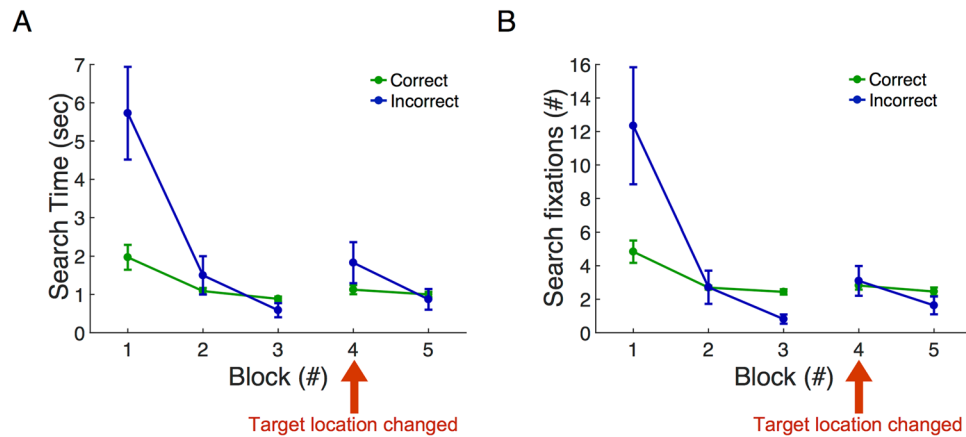 A
Search Time (sec)
7
6
5
4
3
2
1
0
Correct
Incorrect
1 2 3 4 5
Block (#)
Target location changed
B
Search fixations (#)
16
14
12
10
8
6
4
2
0
Correct
Incorrect
1 2 3 4 5
Block (#)
Target location changed